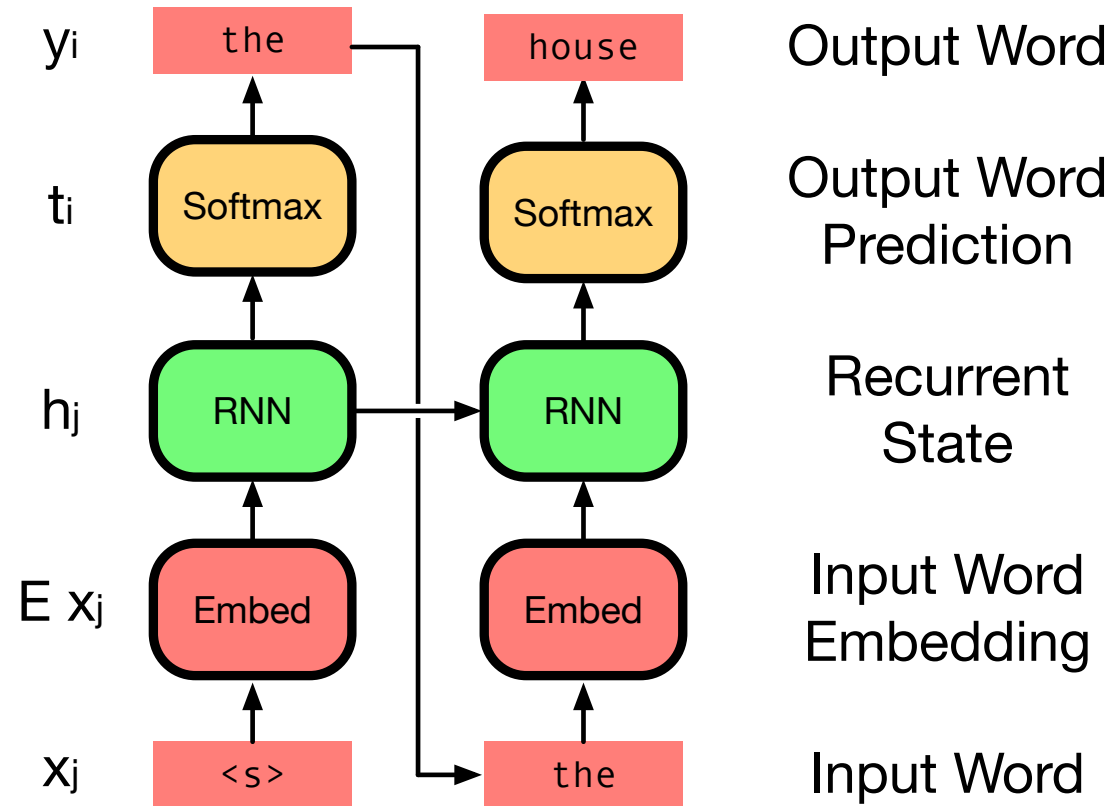 yi the house Output Word
ti Softmax Softmax Output Word
Prediction
hj RNN RNN Recurrent
State
E xj Embed Embed Input Word
Embedding
xj <s> the Input Word